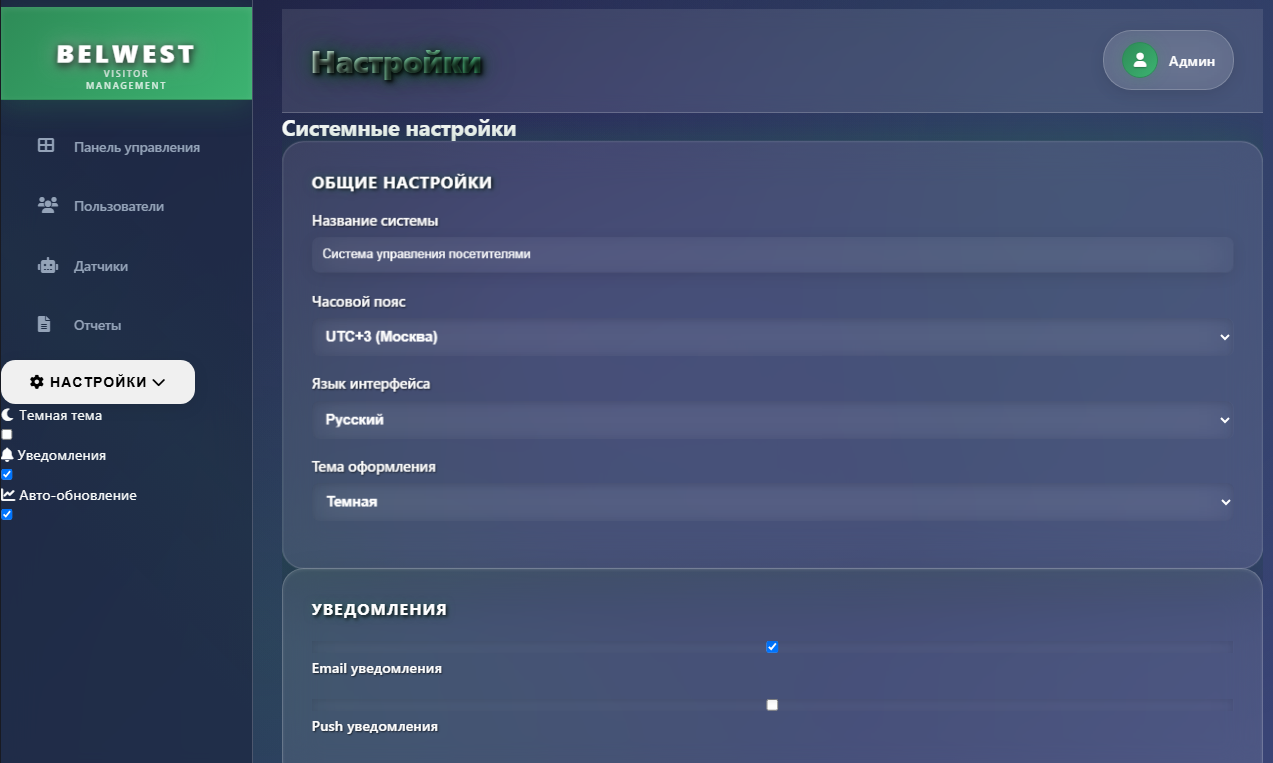 BELWEST
VISITOR
MANAGEMENT
Панель управления
Пользователи
Датчики
Отчеты
НАСТРОЙКИ
Темная тема
Уведомления
Авто-обновление
Настройки
Админ
Системные настройки
ОБЩИЕ НАСТРОЙКИ
Название системы
Система управления посетителями
Часовой пояс
UTC+3 (Москва)
Язык интерфейса
Русский
Тема оформления
Темная
УВЕДОМЛЕНИЯ
Email уведомления
Push уведомления